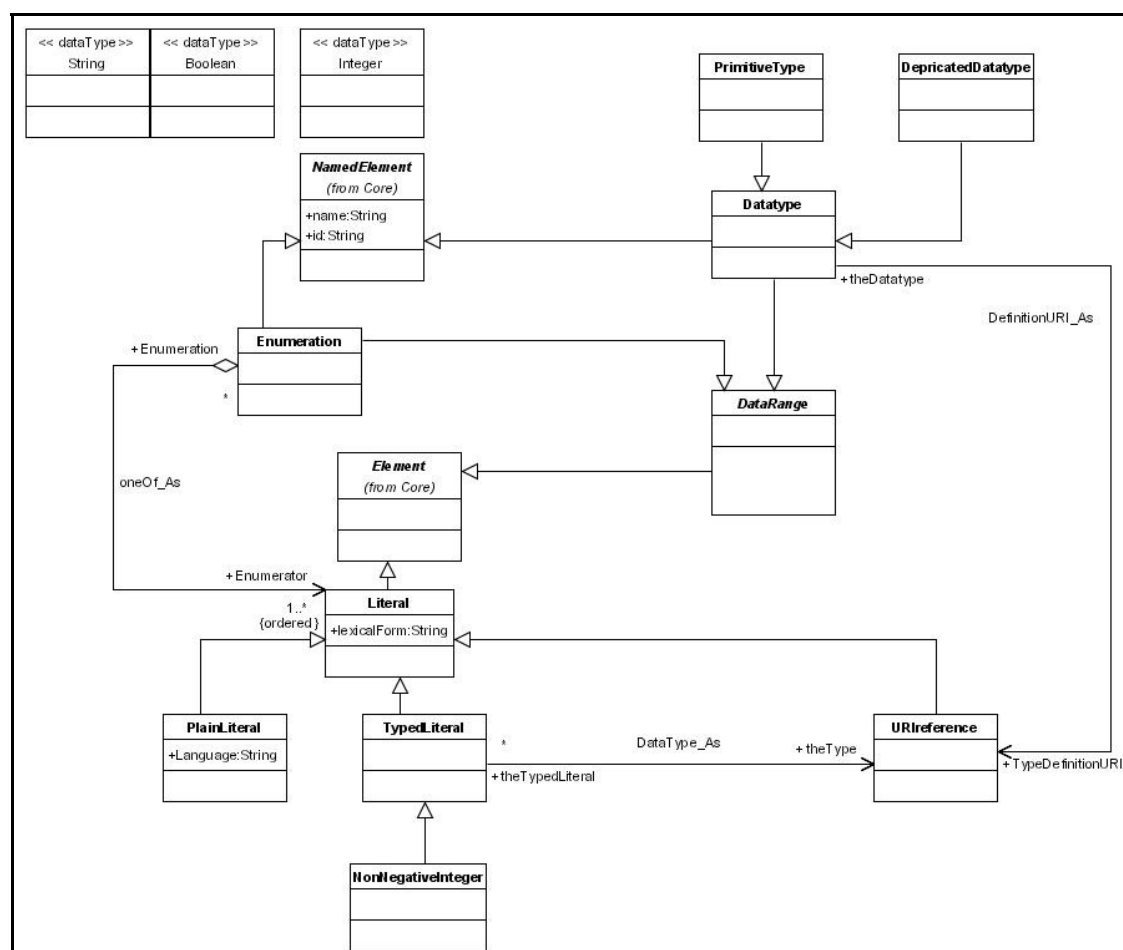 << dataType >>
String
<< dataType >>
Boolean
<< dataType >>
Integer
PrimitiveType
DepricatedDatatype
NamedElement
(from Core)
+name:String
+id:String
Datatype
+theDatatype
DefinitionURI_As
Enumeration
+Enumeration
*
DataRange
Element
(from Core)
oneOf_As
+Enumerator
1..*
{ordered}
Literal
+lexicalForm:String
PlainLiteral
+Language:String
TypedLiteral
*
DataType_As
+theType
+theTypedLiteral
URIreference
+TypeDefinitionURI
NonNegativeInteger